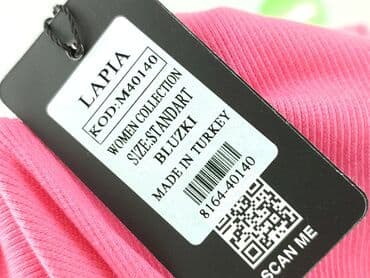 LAPIA
KOD:M40140
WOMEN COLLECTION
SIZE:STANDART
BLUZKI
MADE IN TURKEY
8164-40140
SCAN ME